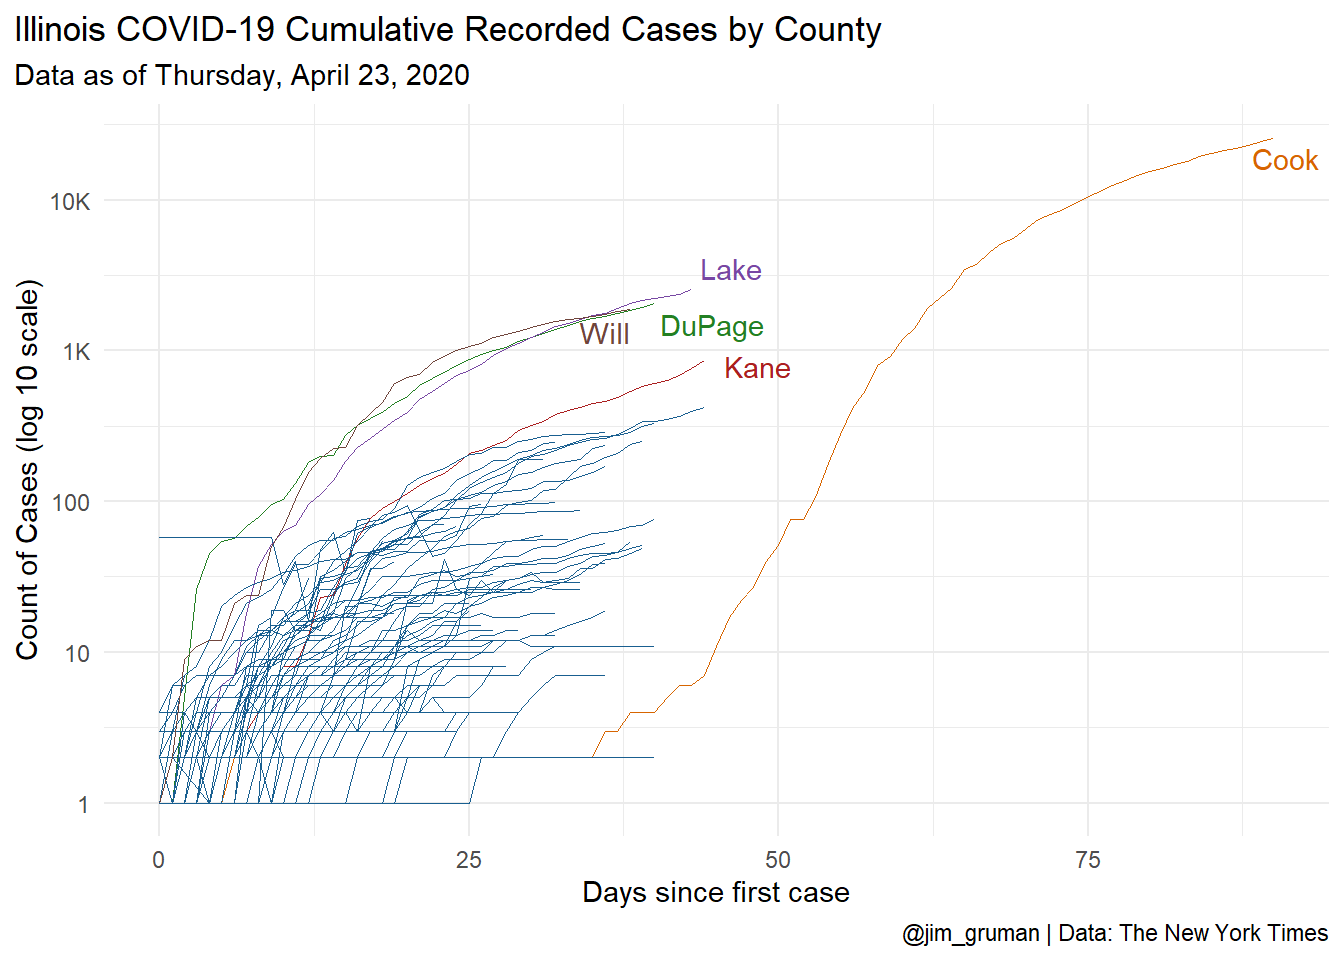 Illinois COVID-19 Cumulative Recorded Cases by County
Data as of Thursday, April 23, 2020
Count of Cases (log 10 scale)
10K
1K
100
10
1
Cook
Lake
DuPage
Will
Kane
0
25
50
75
Days since first case
@jim_gruman | Data: The New York Times